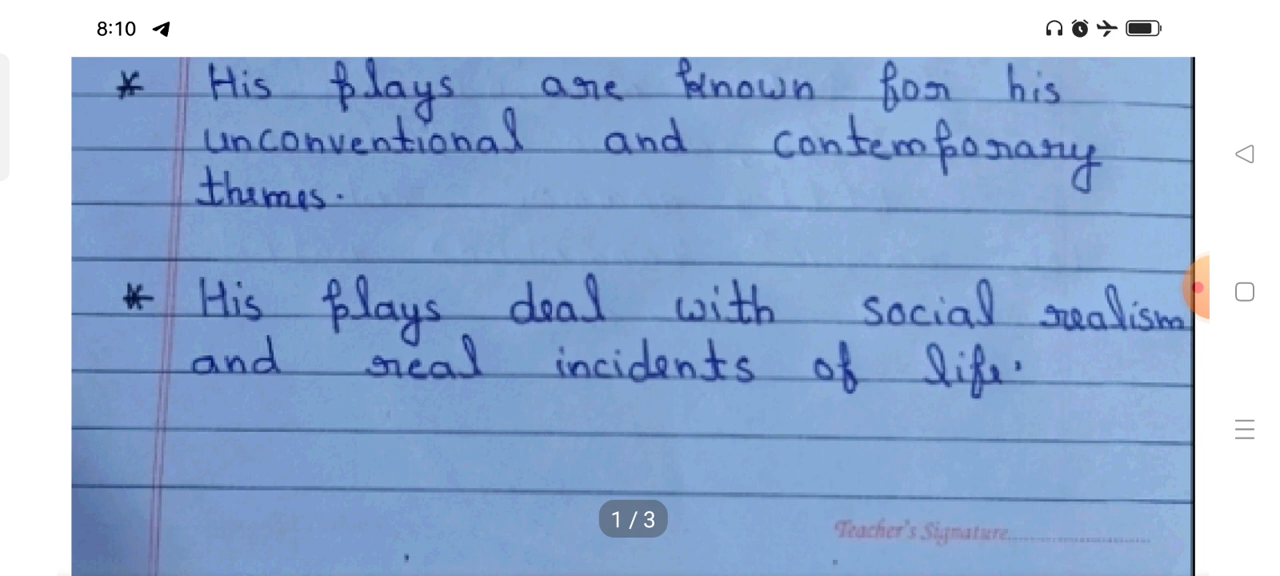 8:10
* His plays are known for his
unconventional and contemporary
themes.
* His plays deal with social realism
and real incidents of life.
1 / 3
Teacher's Signature